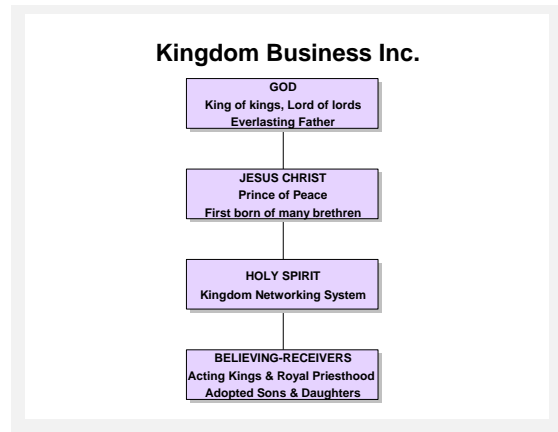 Kingdom Business Inc.
GOD
King of kings, Lord of lords
Everlasting Father
JESUS CHRIST
Prince of Peace
First born of many brethren
HOLY SPIRIT
Kingdom Networking System
BELIEVING-RECEIVERS
Acting Kings & Royal Priesthood
Adopted Sons & Daughters